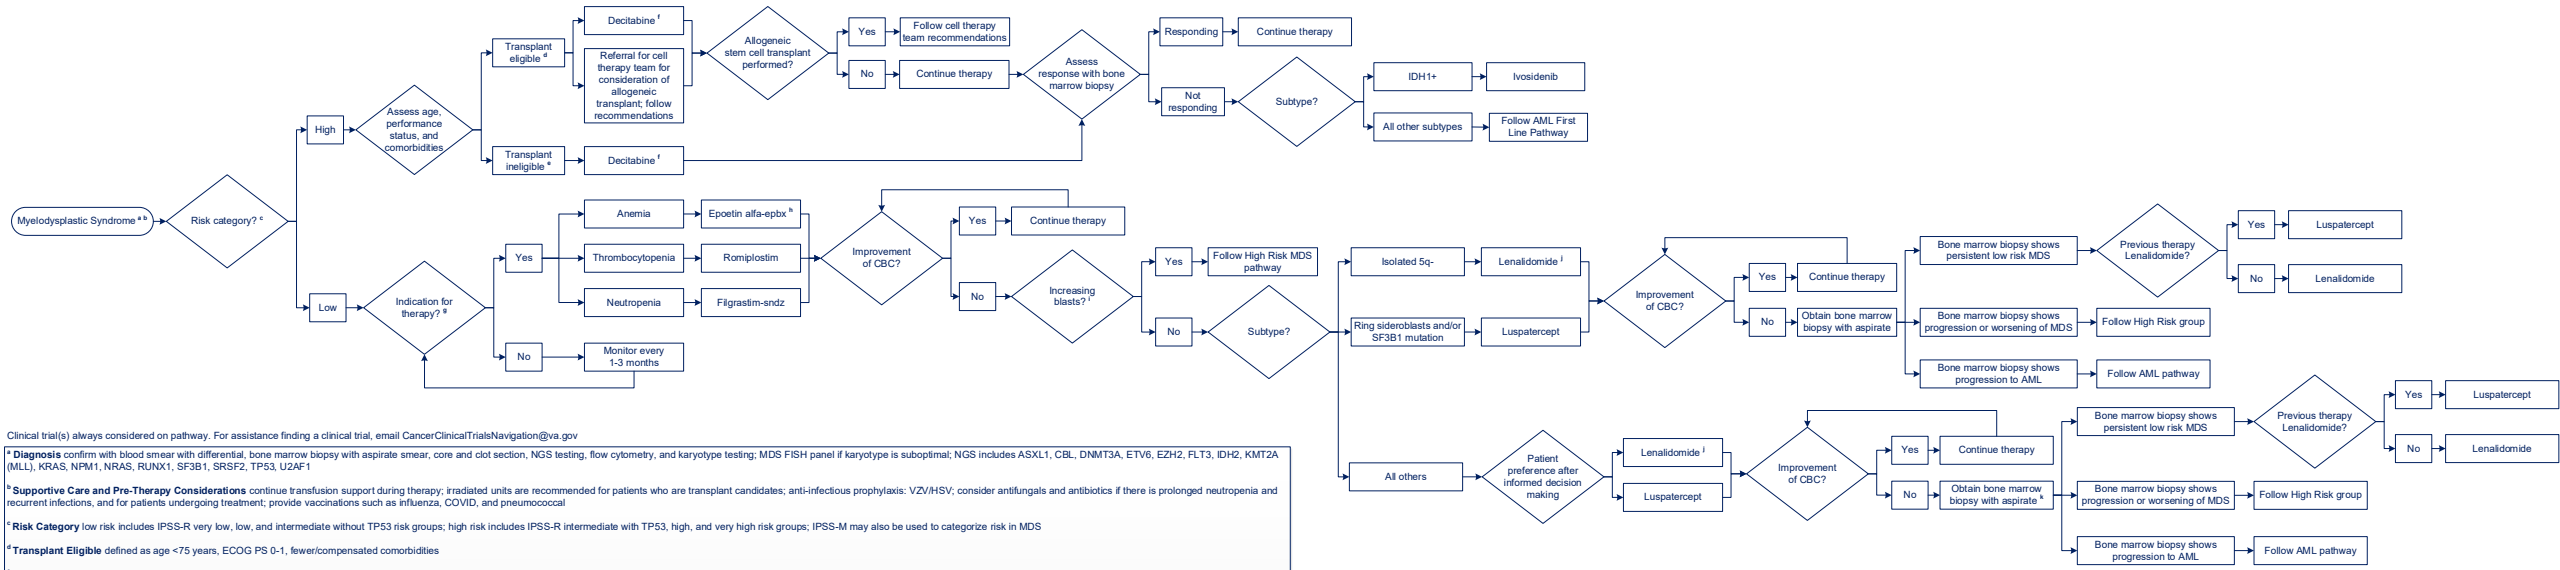 Myelodysplastic Syndrome a b
Risk category? c
High
Assess age,
performance
status, and
comorbidities
Transplant
eligible d
Decitabine f
Referral for cell
therapy team for
consideration of
allogeneic
transplant; follow
recommendations
Allogeneic
stem cell transplant
performed?
Yes
Follow cell therapy
team recommendations
No
Continue therapy
Transplant
ineligible e
Decitabine f
Assess
response with bone
marrow biopsy
Responding
Continue therapy
Not
responding
Subtype?
IDH1+
Ivosidenib
All other subtypes
Follow AML First
Line Pathway
Low
Indication for
therapy? g
Yes
Anemia
Epoetin alfa-epbx h
Thrombocytopenia
Romiplostim
Neutropenia
Filgrastim-sndz
No
Monitor every
1-3 months
Improvement
of CBC?
Yes
Continue therapy
No
Increasing
blasts? i
Yes
Follow High Risk MDS
pathway
No
Subtype?
Isolated 5q-
Lenalidomide j
Ring sideroblasts and/or
SF3B1 mutation
Luspatercept
Improvement
of CBC?
Yes
Continue therapy
No
Obtain bone marrow
biopsy with aspirate
Bone marrow biopsy shows
persistent low risk MDS
Previous therapy
Lenalidomide?
Yes
Luspatercept
No
Lenalidomide
Bone marrow biopsy shows
progression or worsening of MDS
Follow High Risk group
Bone marrow biopsy shows
progression to AML
Follow AML pathway
All others
Patient
preference after
informed decision
making
Lenalidomide j
Luspatercept
Improvement
of CBC?
Yes
Continue therapy
No
Obtain bone marrow
biopsy with aspirate k
Bone marrow biopsy shows
persistent low risk MDS
Previous therapy
Lenalidomide?
Yes
Luspatercept
No
Lenalidomide
Bone marrow biopsy shows
progression or worsening of MDS
Follow High Risk group
Bone marrow biopsy shows
progression to AML
Follow AML pathway
Clinical trial(s) always considered on pathway. For assistance finding a clinical trial, email CancerClinicalTrialsNavigation@va.gov
a Diagnosis confirm with blood smear with differential, bone marrow biopsy with aspirate smear, core and clot section, NGS testing, flow cytometry, and karyotype testing; MDS FISH panel if karyotype is suboptimal; NGS includes ASXL1, CBL, DNMT3A, ETV6, EZH2, FLT3, IDH2, KMT2A
(MLL), KRAS, NPM1, NRAS, RUNX1, SF3B1, SRSF2, TP53, U2AF1
b Supportive Care and Pre-Therapy Considerations continue transfusion support during therapy; irradiated units are recommended for patients who are transplant candidates; anti-infectious prophylaxis: VZV/HSV; consider antifungals and antibiotics if there is prolonged neutropenia and
recurrent infections, and for patients undergoing treatment; provide vaccinations such as influenza, COVID, and pneumococcal
c Risk Category low risk includes IPSS-R very low, low, and intermediate without TP53 risk groups; high risk includes IPSS-R intermediate with TP53, high, and very high risk groups; IPSS-M may also be used to categorize risk in MDS
d Transplant Eligible defined as age <75 years, ECOG PS 0-1, fewer/compensated comorbidities